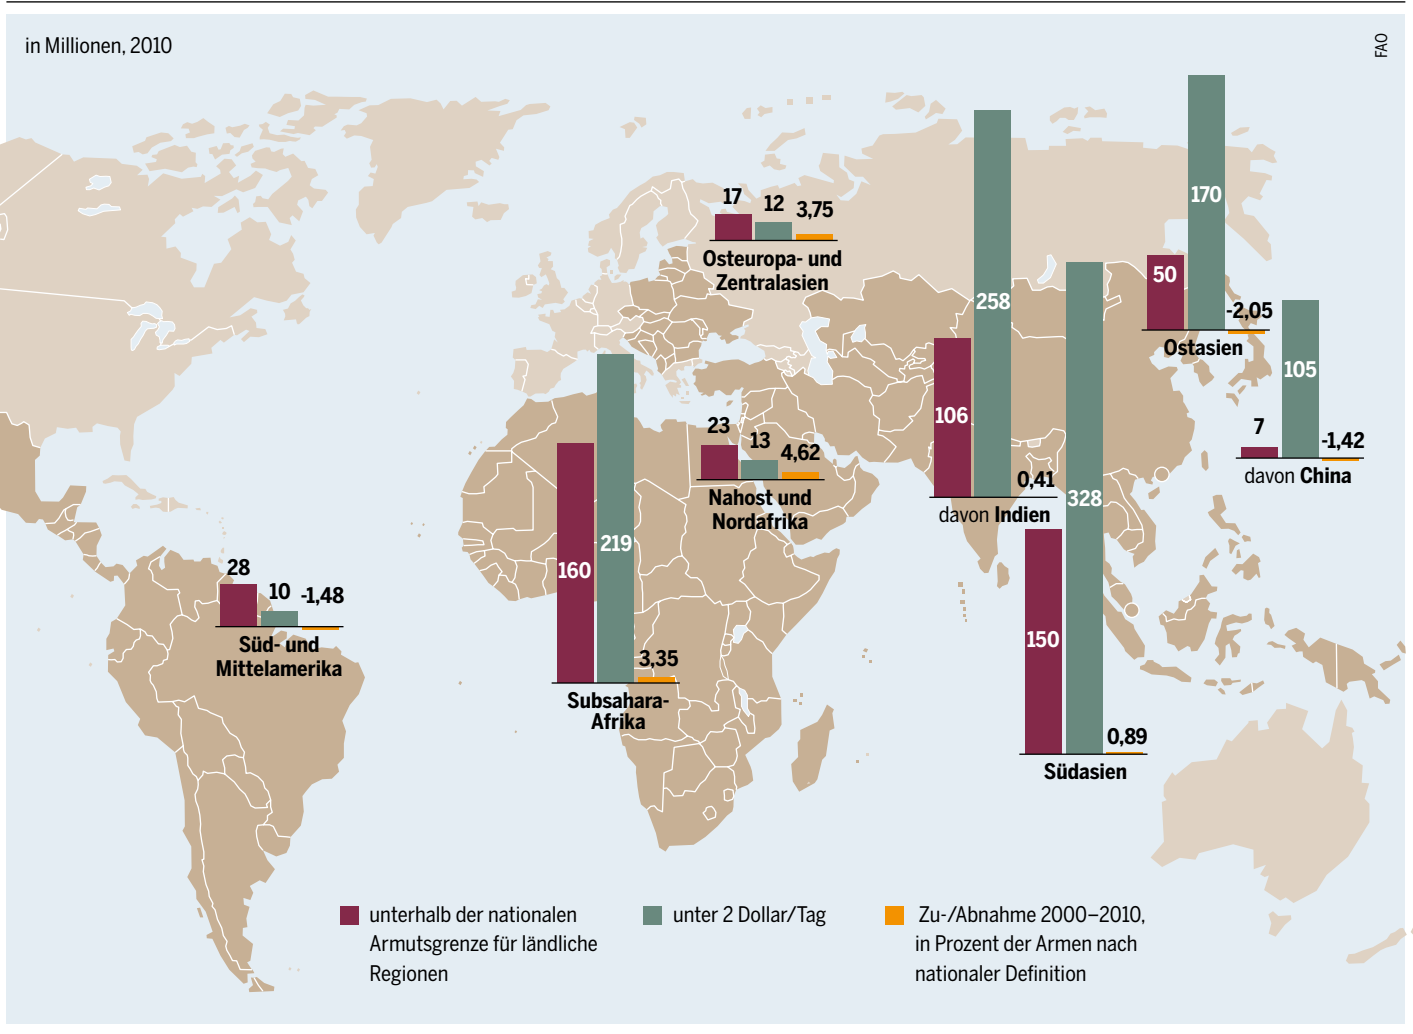 in Millionen, 2010
FAO
17 12 3,75
Osteuropa- und
Zentralasien
258
106
0,41
davon Indien
170
50
-2,05
Ostasien
105
7
-1,42
davon China
23 13 4,62
Nahost und
Nordafrika
328
150
0,89
Südasien
219
160
3,35
Subsahara-
Afrika
28 10 -1,48
Süd- und
Mittelamerika
unterhalb der nationalen
Armutsgrenze für ländliche
Regionen
unter 2 Dollar/Tag
Zu-/Abnahme 2000–2010,
in Prozent der Armen nach
nationaler Definition